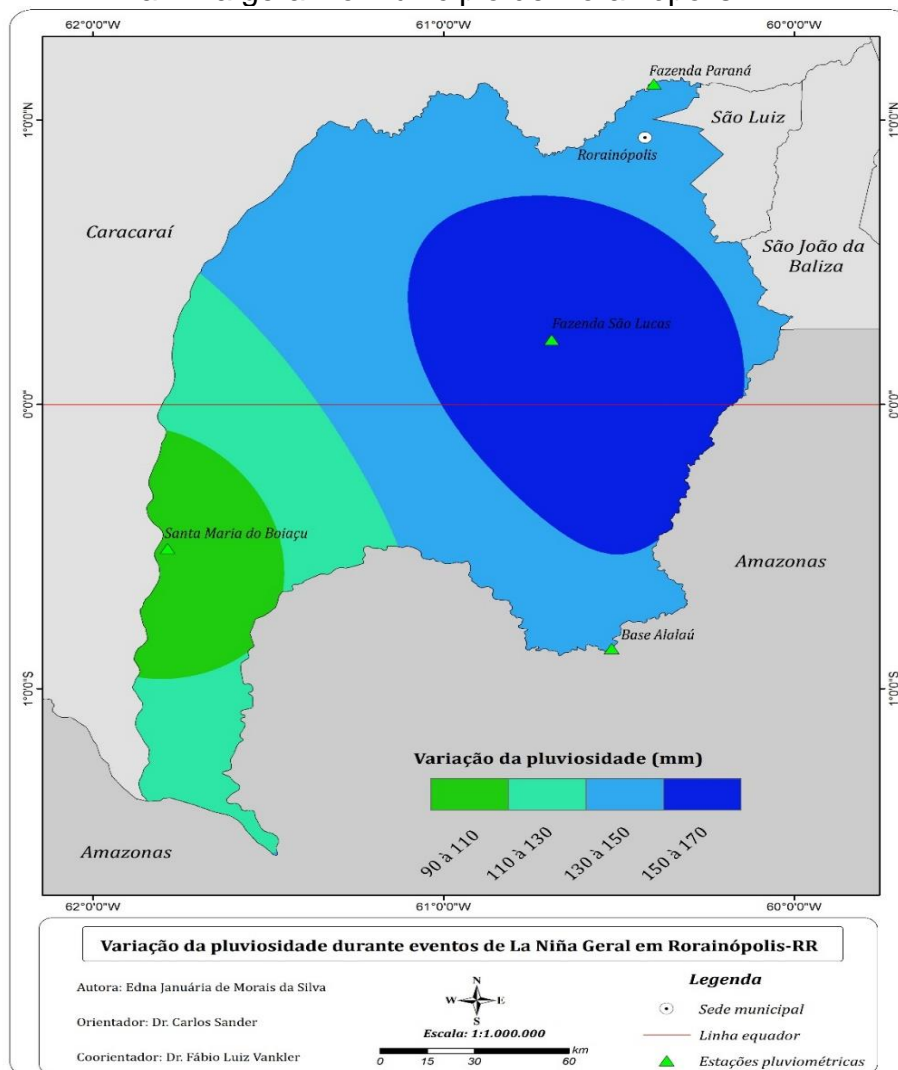 62°0'0"W
61°0'0"W
60°0'0"W
Fazenda Paraná
1°0'0"N
1°0'0"N
São Luiz
Rorainópolis
Caracaraí
São João da
Baliza
Fazenda São Lucas
0°0'0"
0°0'0"
Santa Maria do Boiaçu
Amazonas
Base Alalaú
1°0'0"S
1°0'0"S
Variação da pluviosidade (mm)
90 à 110
110 à 130
130 à 150
150 à 170
Amazonas
62°0'0"W
61°0'0"W
60°0'0"W
Variação da pluviosidade durante eventos de La Niña Geral em Rorainópolis-RR
Autora: Edna Januária de Morais da Silva
Orientador: Dr. Carlos Sander
Coorientador: Dr. Fábio Luiz Vankler
N
W
E
S
Escala: 1:1.000.000
km
0 15 30 60
Legenda
Sede municipal
Linha equador
Estações pluviométricas